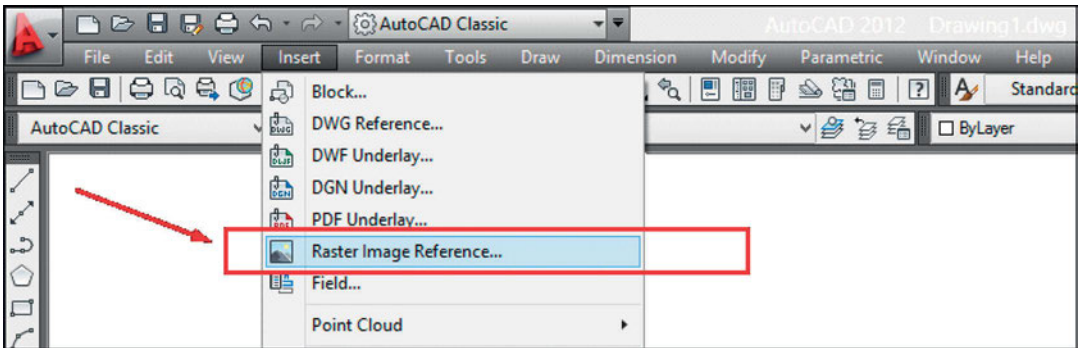 AutoCAD Classic
AutoCAD 2012 Drawing1.dwg
File Edit View Insert Format Tools Draw Dimension Modify Parametric Window Help
Standard
AutoCAD Classic
ByLayer
Block...
DWG Reference...
DWF Underlay...
DGN Underlay...
PDF Underlay...
Raster Image Reference...
Field...
Point Cloud